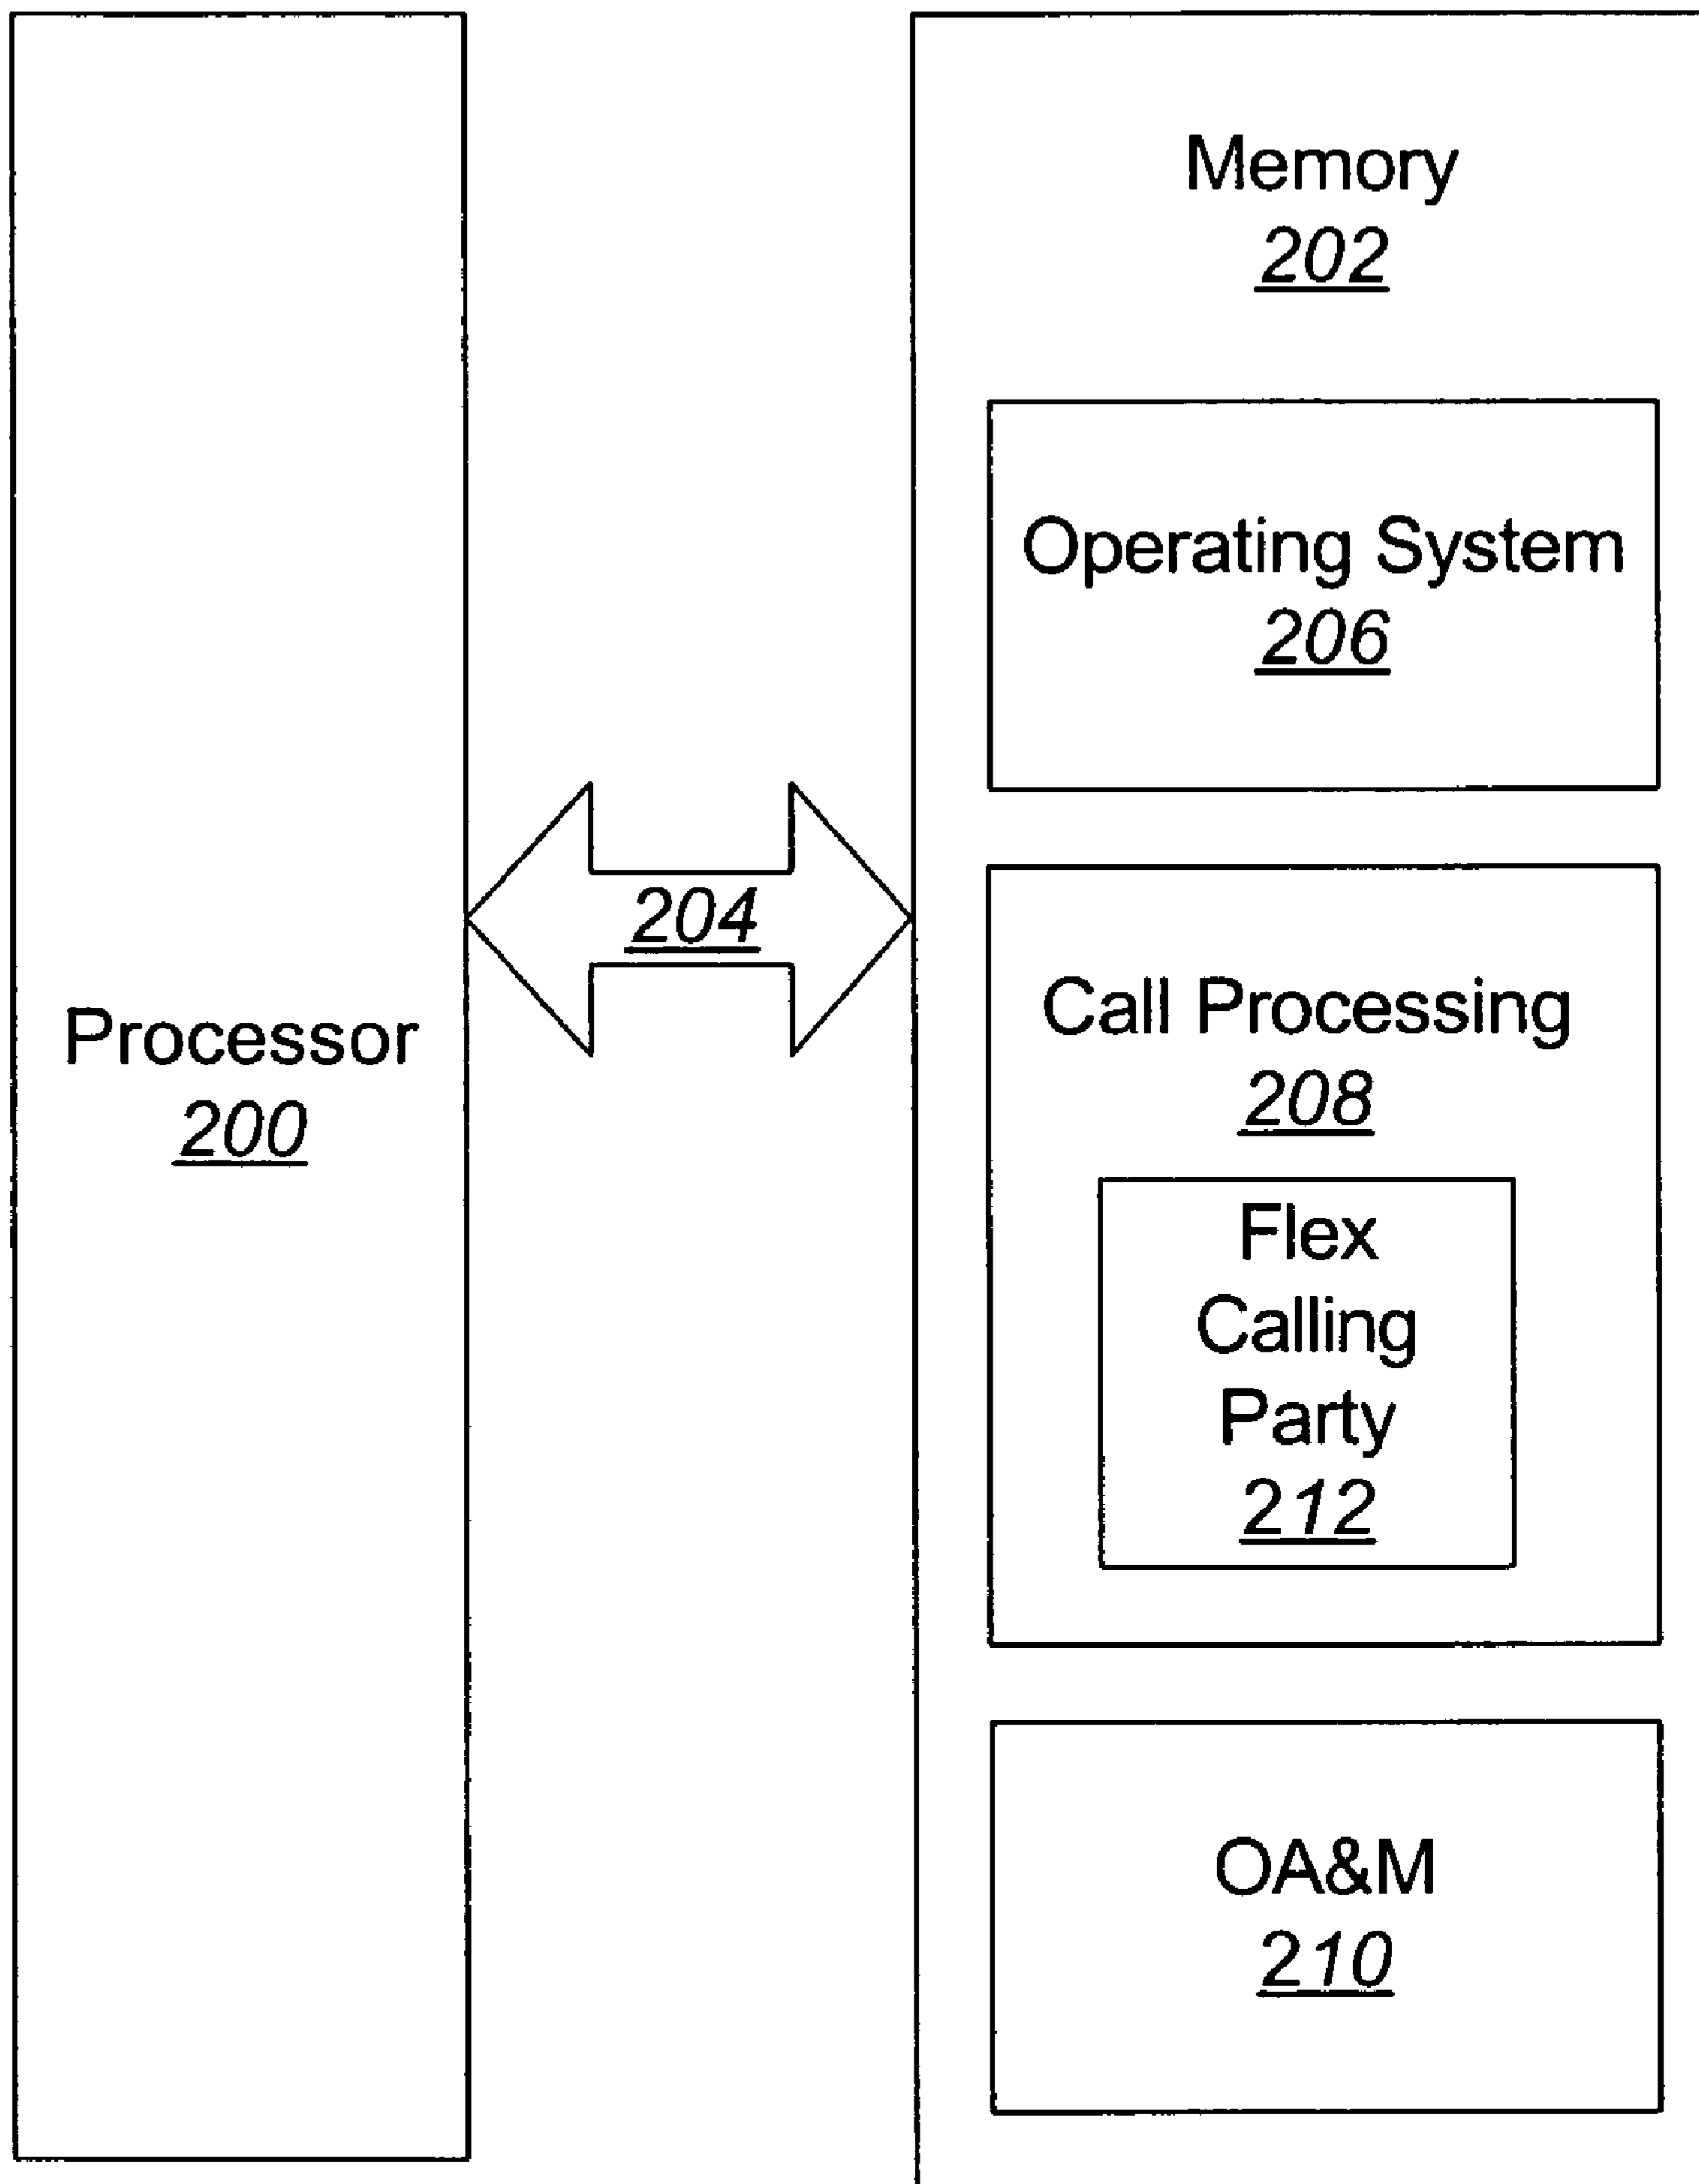 Memory
202
Operating System
206
204
Processor
200
Call Processing
208
Flex
Calling
Party
212
OA&M
210